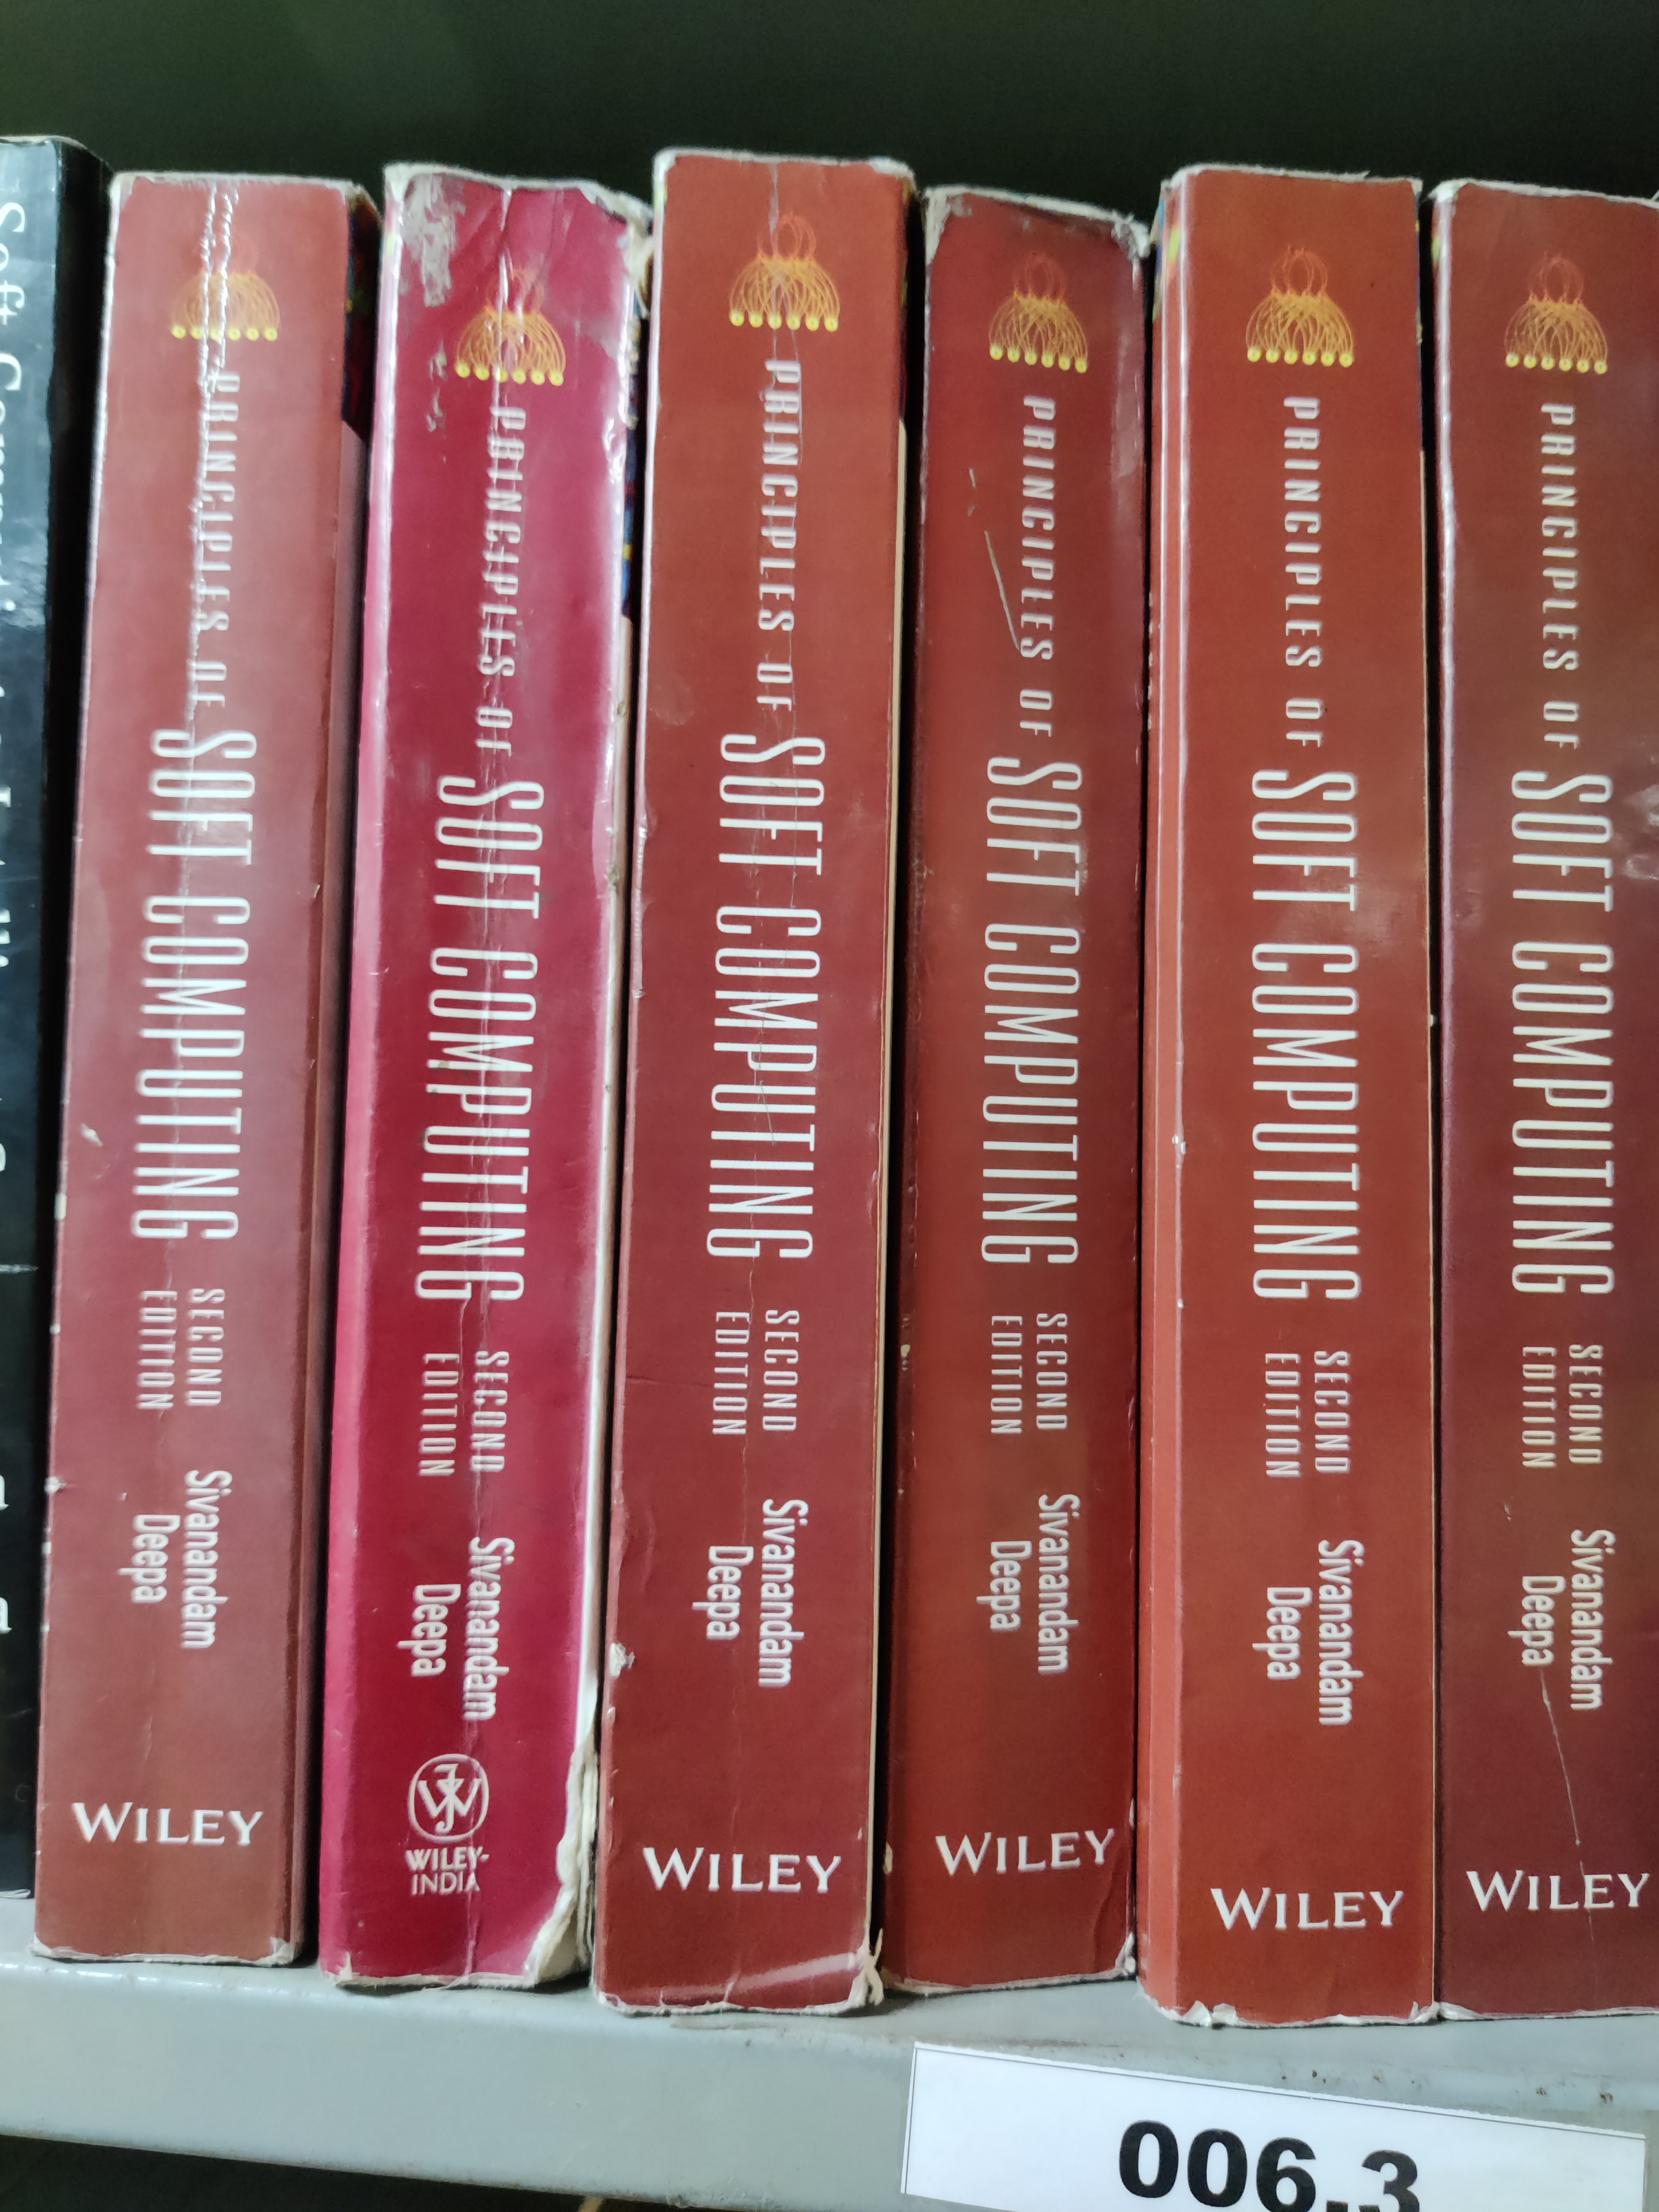 Soft Comput
PRINCIPLES OF SOFT COMPUTING SECOND EDITION Sivanandam Deepa
WILEY
PRINCIPLES OF SOFT COMPUTING SECOND EDITION Sivanandam Deepa
WILEY-
INDIA
PRINCIPLES OF SOFT COMPUTING SECOND EDITION Sivanandam Deepa
WILEY
PRINCIPLES OF SOFT COMPUTING SECOND EDITION Sivanandam Deepa
WILEY
PRINCIPLES OF SOFT COMPUTING SECOND EDITION Sivanandam Deepa
WILEY
PRINCIPLES OF SOFT COMPUTING SECOND EDITION Sivanandam Deepa
WILEY
006.3